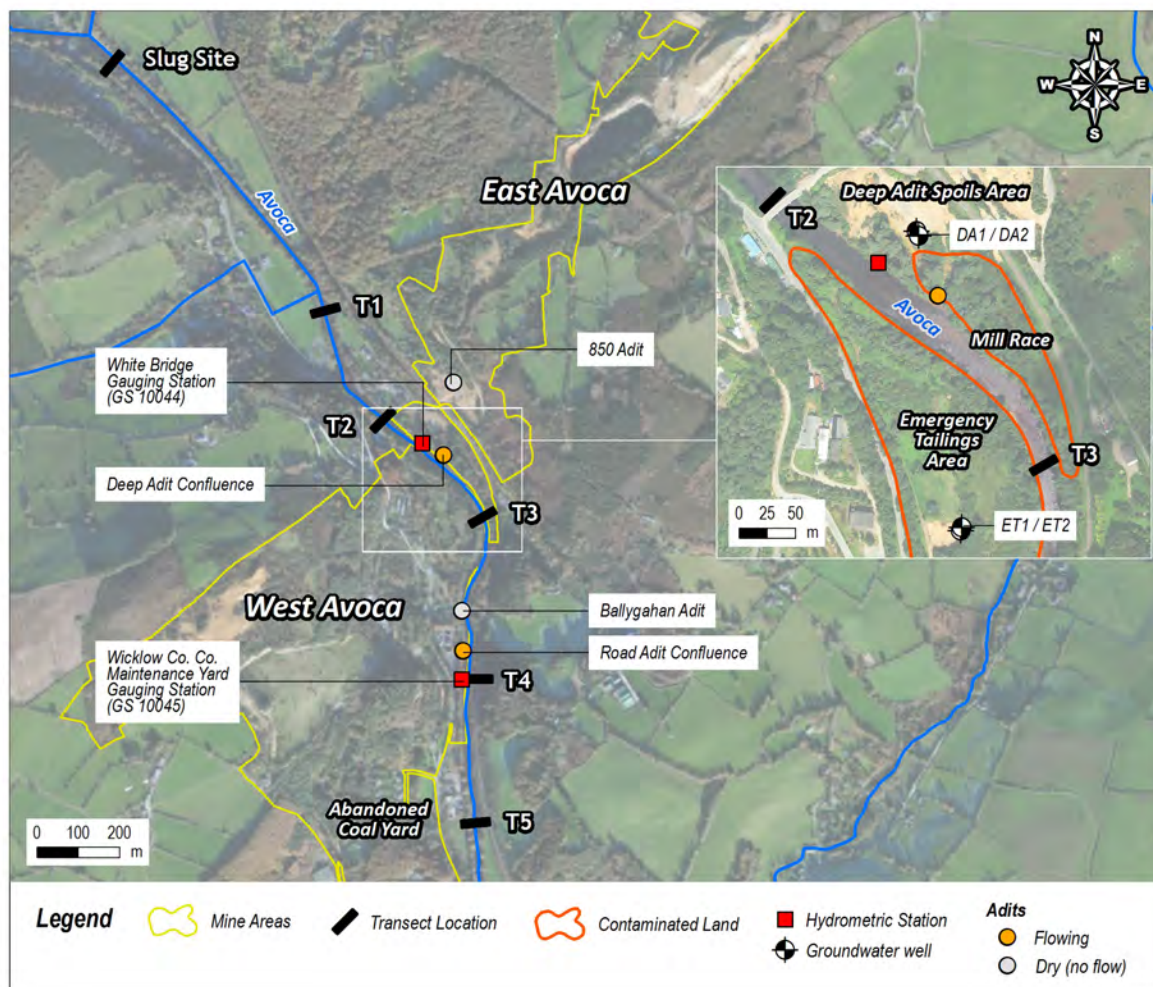 Slug Site
N
W
E
S
Avoca
East Avoca
T1
White Bridge
Gauging Station
(GS 10044)
850 Adit
T2
Deep Adit Confluence
T3
West Avoca
Ballygahan Adit
Road Adit Confluence
Wicklow Co. Co.
Maintenance Yard
Gauging Station
(GS 10045)
T4
Abandoned
Coal Yard
T5
0 100 200
m
T2
Deep Adit Spoils Area
DA1 / DA2
Avoca
Mill Race
Emergency
Tailings
Area
T3
0 25 50
m
ET1 / ET2
Legend
Mine Areas
Transect Location
Contaminated Land
Hydrometric Station
Groundwater well
Adits
Flowing
Dry (no flow)